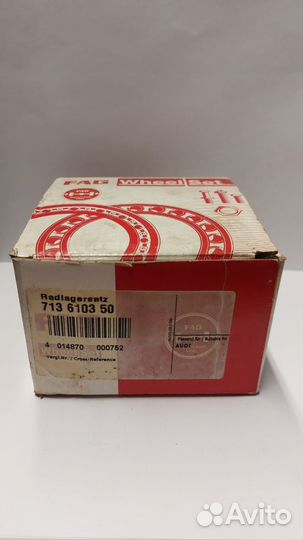 FAG Wheel Set
Radlagersatz
713 6103 50
FAG
4 014870 000752
Vergl.Nr. / Cross-Reference
Passend für / Suitable for
AUDI
Avito